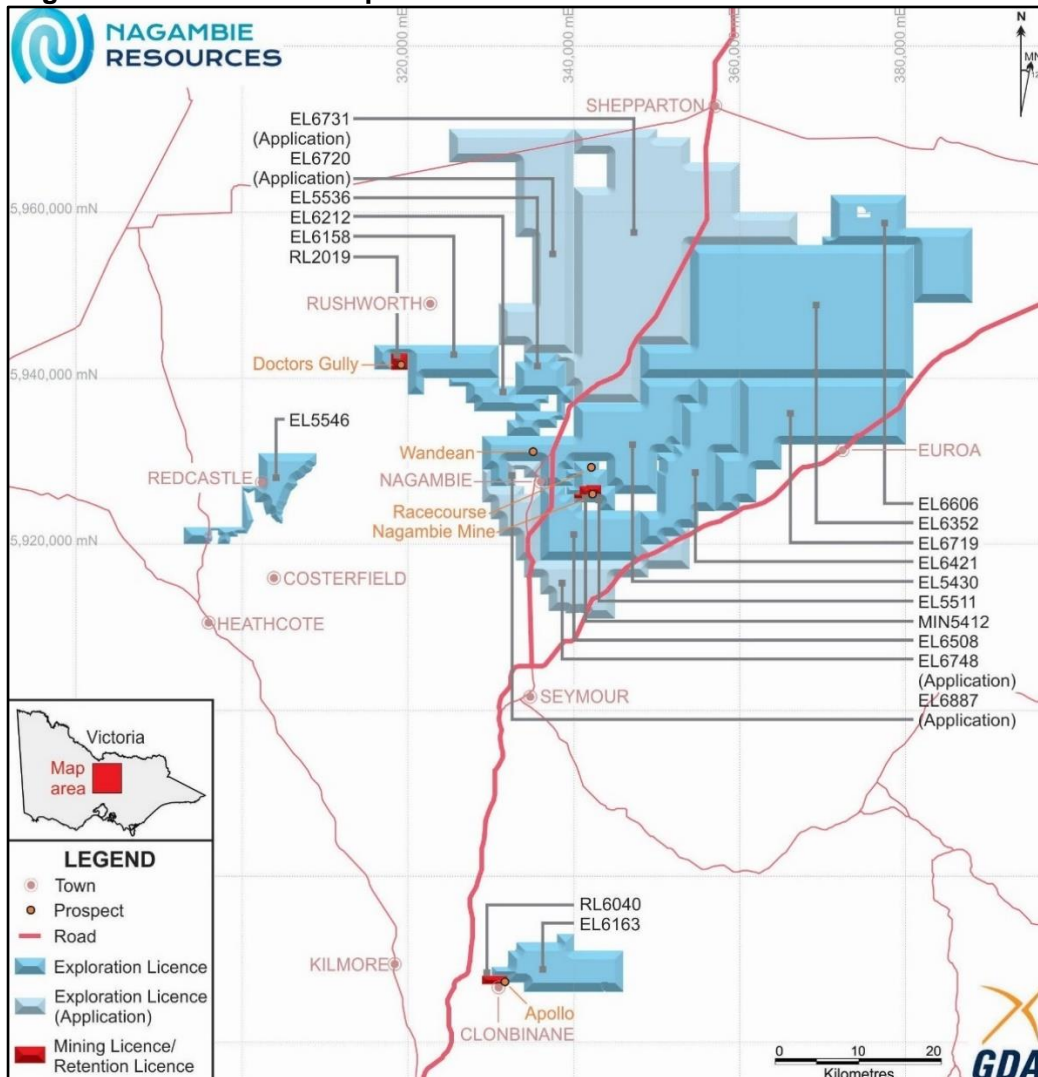 NAGAMBIE
RESOURCES
320,000 mE
340,000 mE
360,000 mE
380,000 mE
N
MN
SHEPPARTON
EL6731
(Application)
EL6720
(Application)
EL5536
EL6212
EL6158
RL2019
5,960,000 mN
RUSHWORTH
Doctors Gully
5,940,000 mN
EL5546
REDCASTLE
Wandean
NAGAMBIE
Racecourse
Nagambie Mine
EUROA
5,920,000 mN
COSTERFIELD
HEATHCOTE
EL6606
EL6352
EL6719
EL6421
EL5430
EL5511
MIN5412
EL6508
EL6748
(Application)
EL6887
(Application)
SEYMOUR
Victoria
Map
area
LEGEND
Town
Prospect
Road
Exploration Licence
Exploration Licence
(Application)
Mining Licence/
Retention Licence
RL6040
EL6163
KILMORE
Apollo
CLONBINANE
0 10 20
Kilometres
GDA